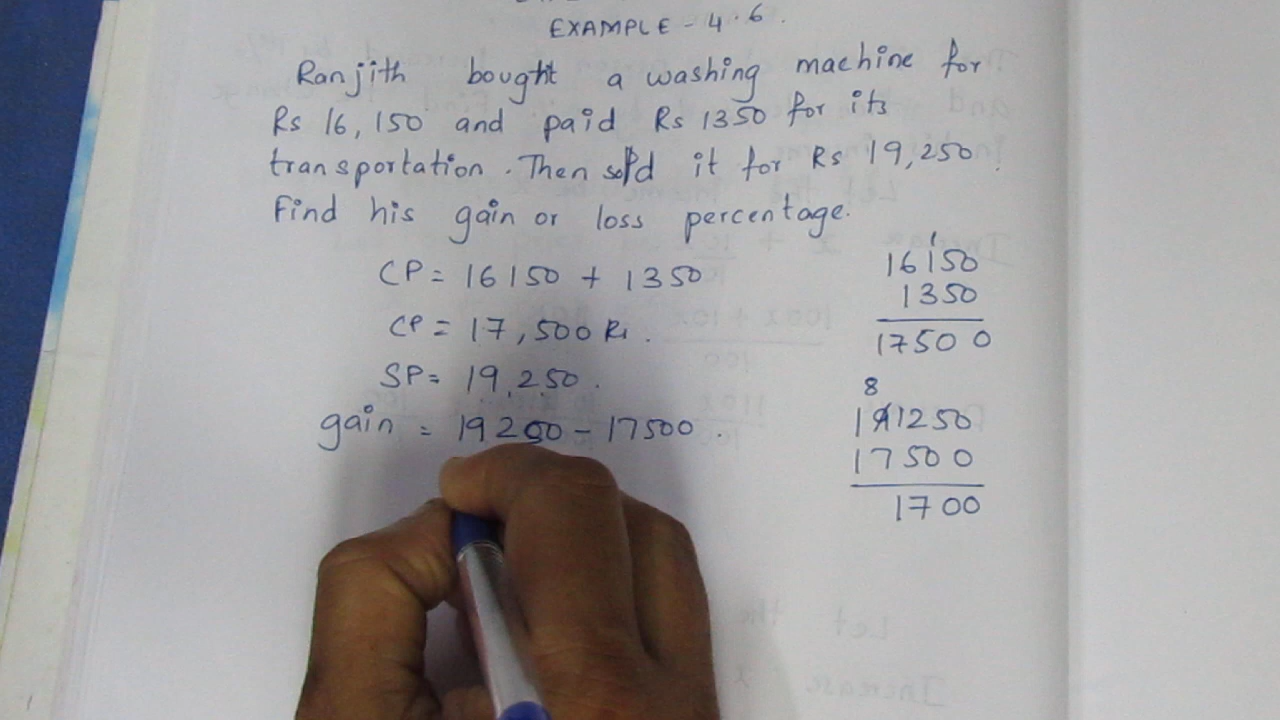 EXAMPLE - 4.6.
Ranjith bought a washing machine for
Rs 16,150 and paid Rs 1350 for its
transportation. Then sold it for Rs 19,250.
Find his gain or loss percentage.
CP = 16150 + 1350
CP = 17,500 Rs.
SP = 19,250.
gain = 19250 - 17500.
1
16150
1350
17500
8
191250
17500
1700